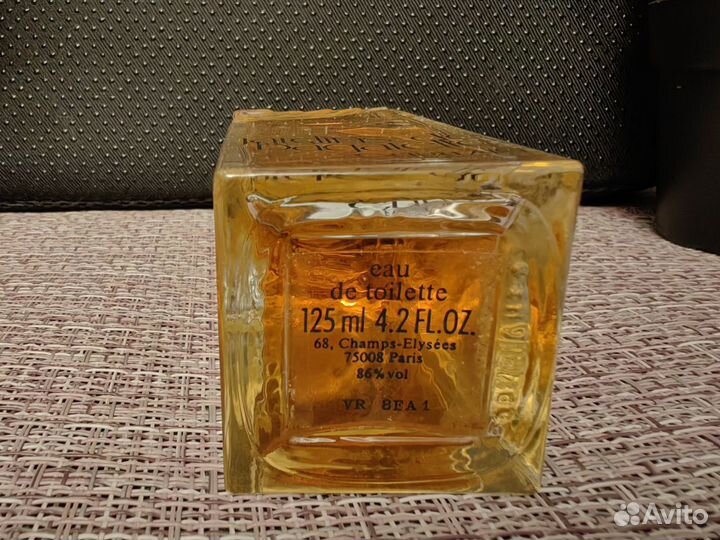 eau
de toilette
125 ml 4.2 FL.OZ.
68, Champs-Elysées
75008 Paris
86% vol
VR 8EA1
Avito